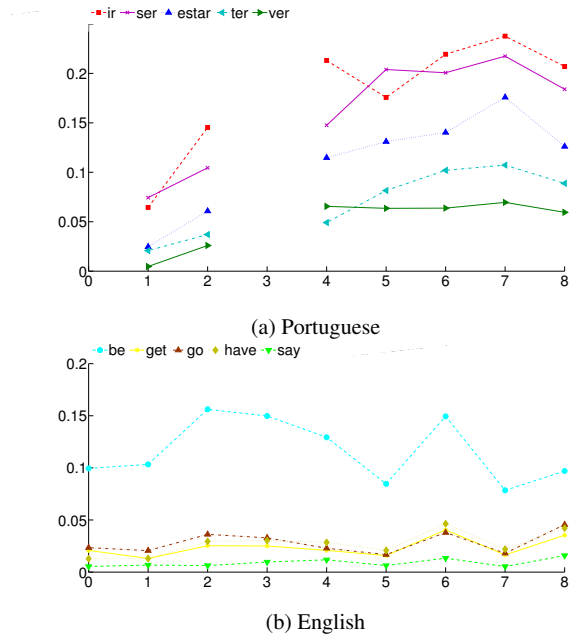 ir ser estar ter ver
0.2
0.15
0.1
0.05
0
0 1 2 3 4 5 6 7 8
(a) Portuguese
be get go have say
0.2
0.15
0.1
0.05
0
0 1 2 3 4 5 6 7 8
(b) English